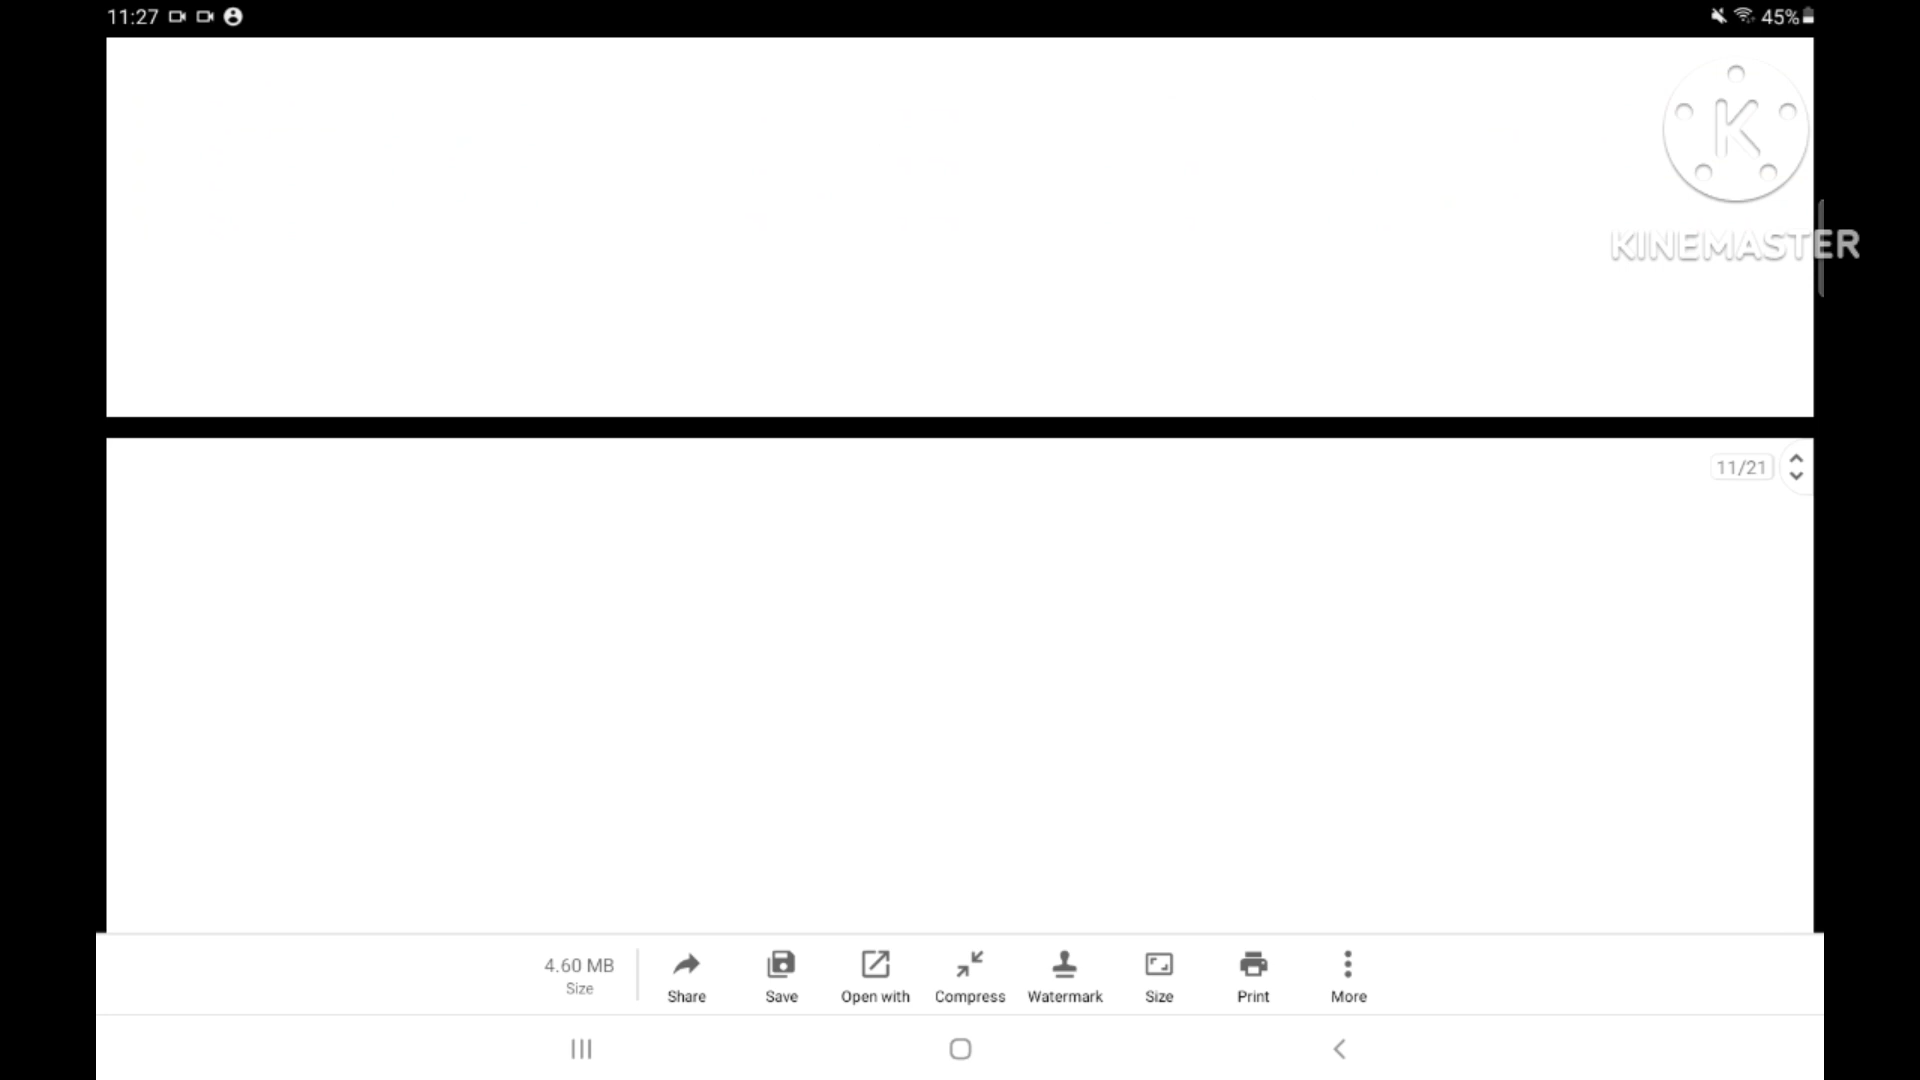 11:27
45%
K
KINEMASTER
11/21
4.60 MB
Size
Share
Save
Open with
Compress
Watermark
Size
Print
More